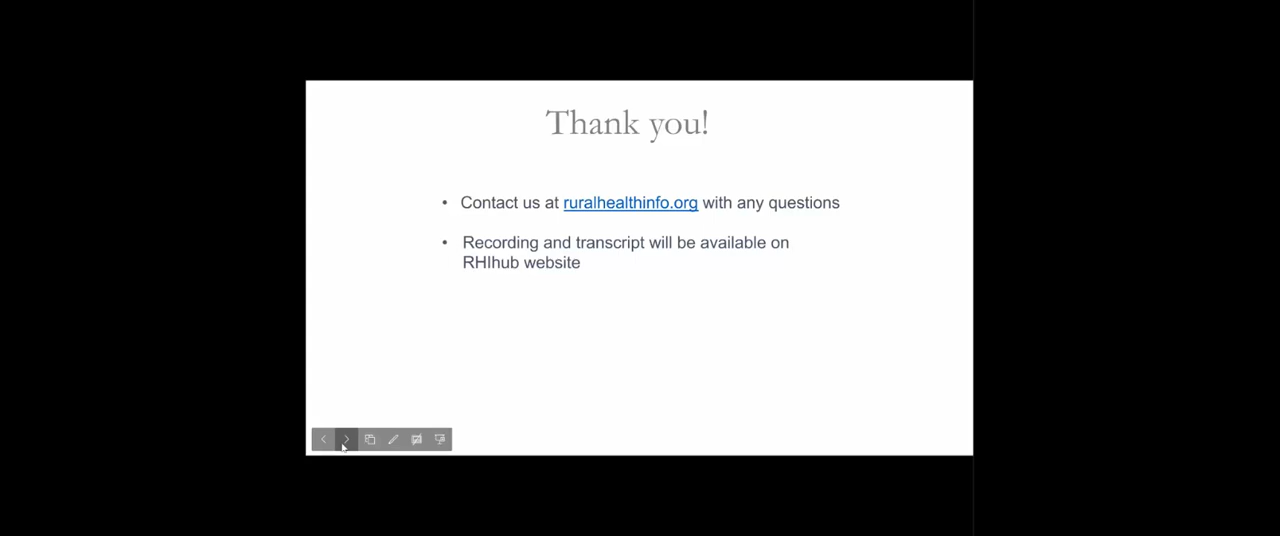 Thank you!
• Contact us at ruralhealthinfo.org with any questions
• Recording and transcript will be available on
RHIhub website